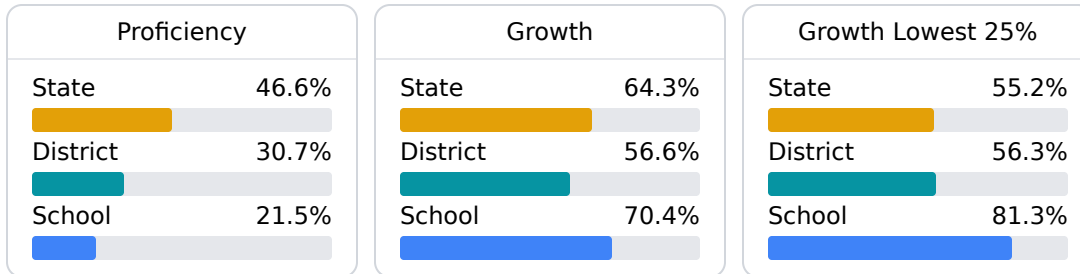 Proficiency
State 46.6%
District 30.7%
School 21.5%
Growth
State 64.3%
District 56.6%
School 70.4%
Growth Lowest 25%
State 55.2%
District 56.3%
School 81.3%